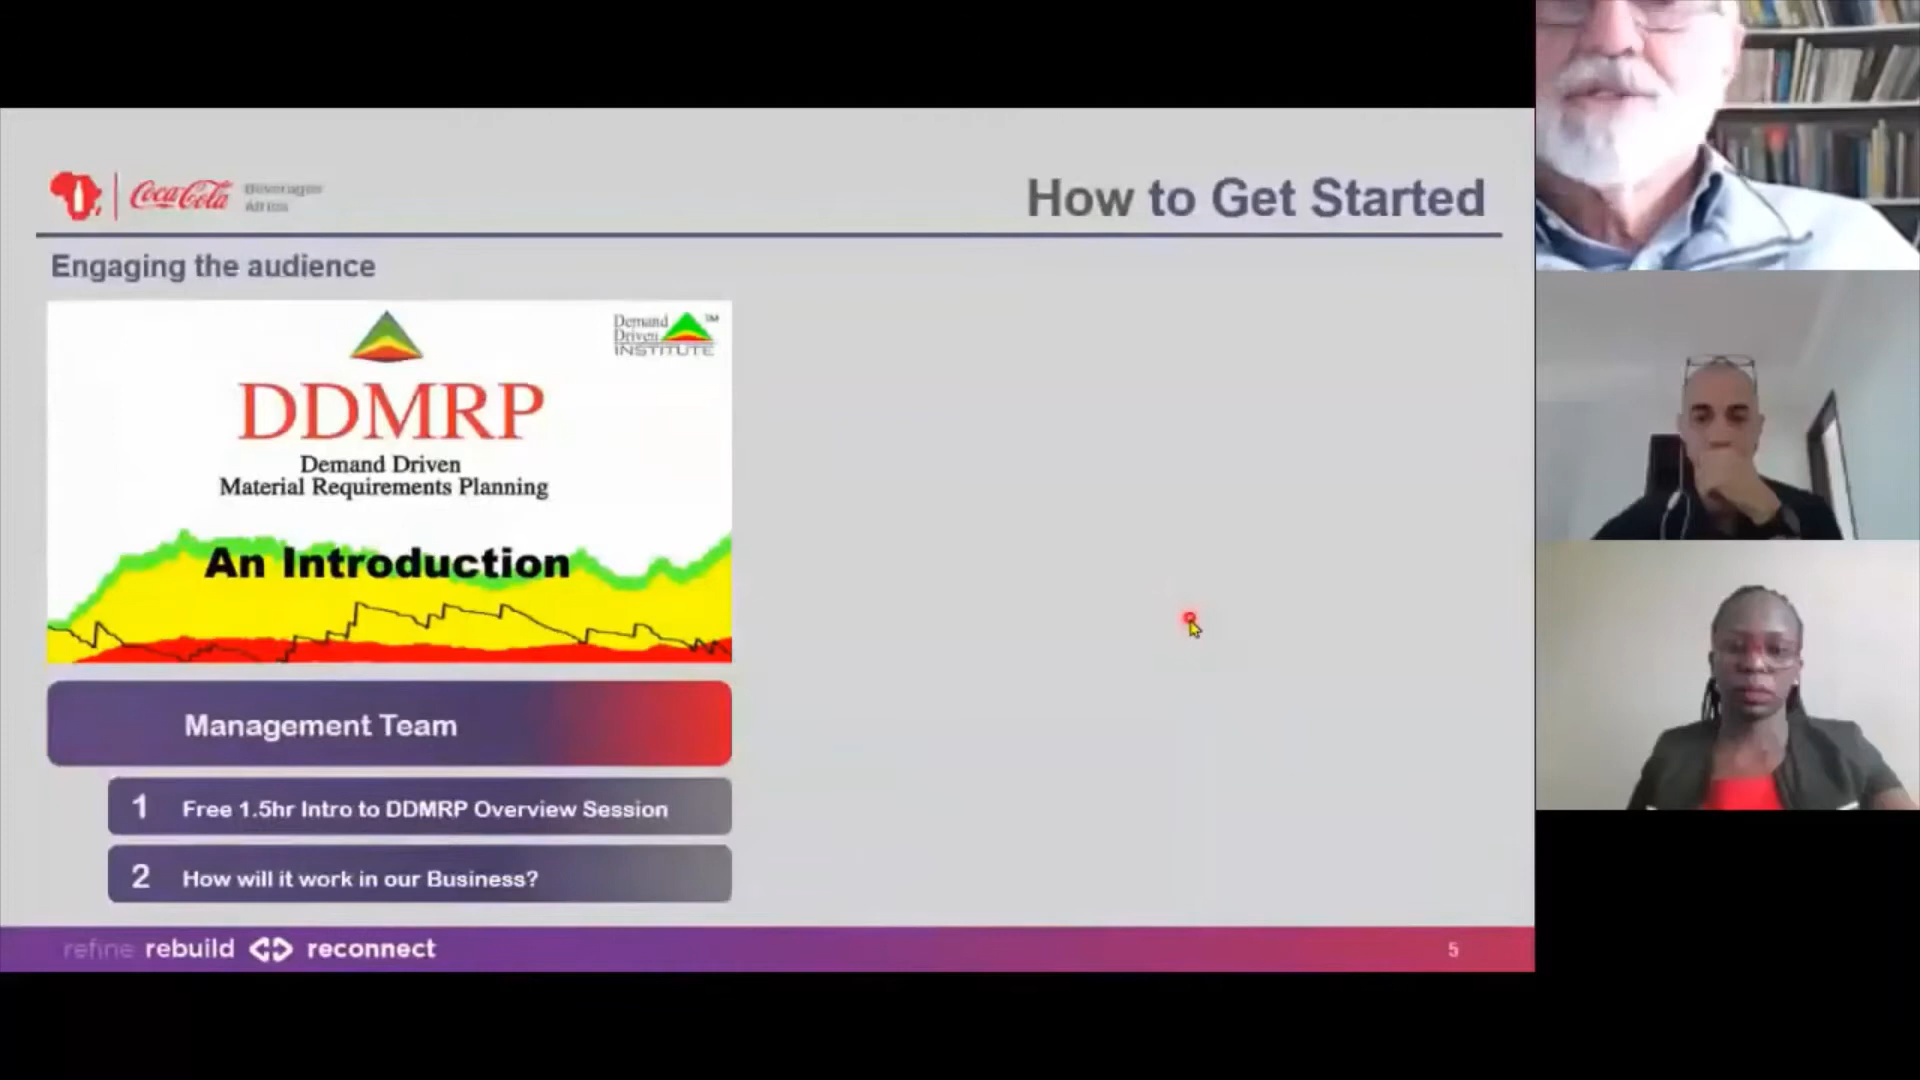 Coca-Cola
Beverages
Africa
How to Get Started
Engaging the audience
Demand
Driven
INSTITUTE
TM
DDMRP
Demand Driven
Material Requirements Planning
An Introduction
Management Team
1 Free 1.5hr Intro to DDMRP Overview Session
2 How will it work in our Business?
refine rebuild reconnect
5